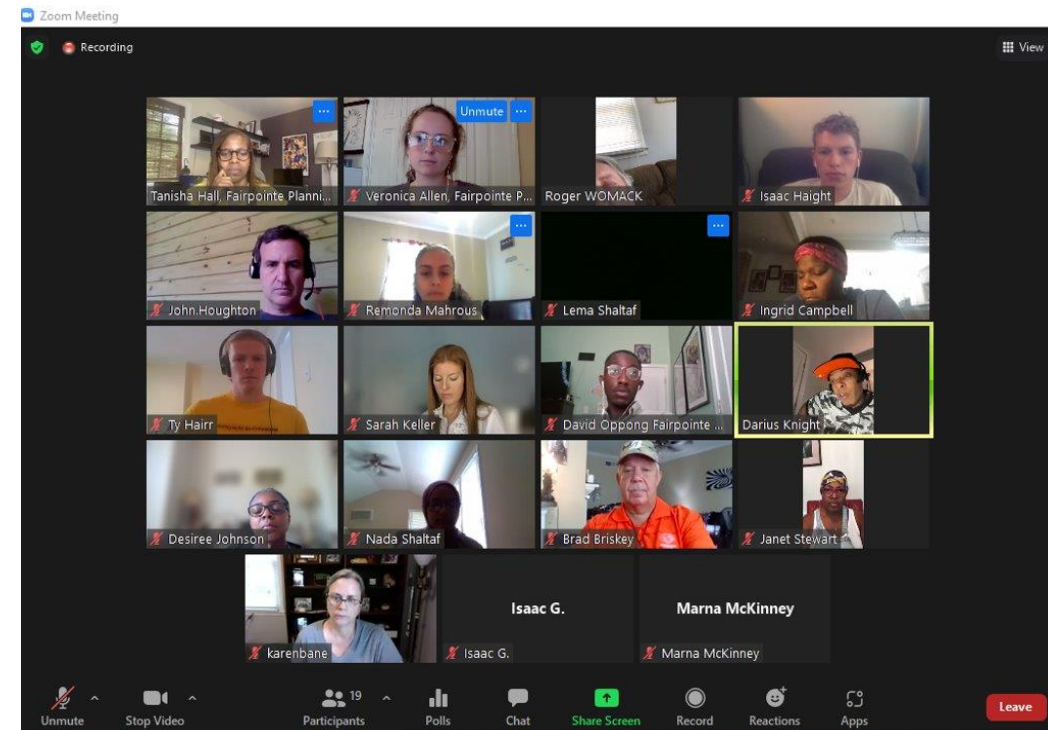 Zoom Meeting
Recording
View
Unmute
Tanisha Hall, Fairpointe Planni...
Veronica Allen, Fairpointe P...
Roger WOMACK
Isaac Haight
John.Houghton
Remonda Mahrous
Lema Shaltaf
Ingrid Campbell
Ty Hairr
Sarah Keller
David Oppong Fairpointe ...
Darius Knight
Desiree Johnson
Nada Shaltaf
Brad Briskey
Janet Stewart
Isaac G.
Marna McKinney
karenbane
Isaac G.
Marna McKinney
19
Unmute
Stop Video
Participants
Polls
Chat
Share Screen
Record
Reactions
Apps
Leave